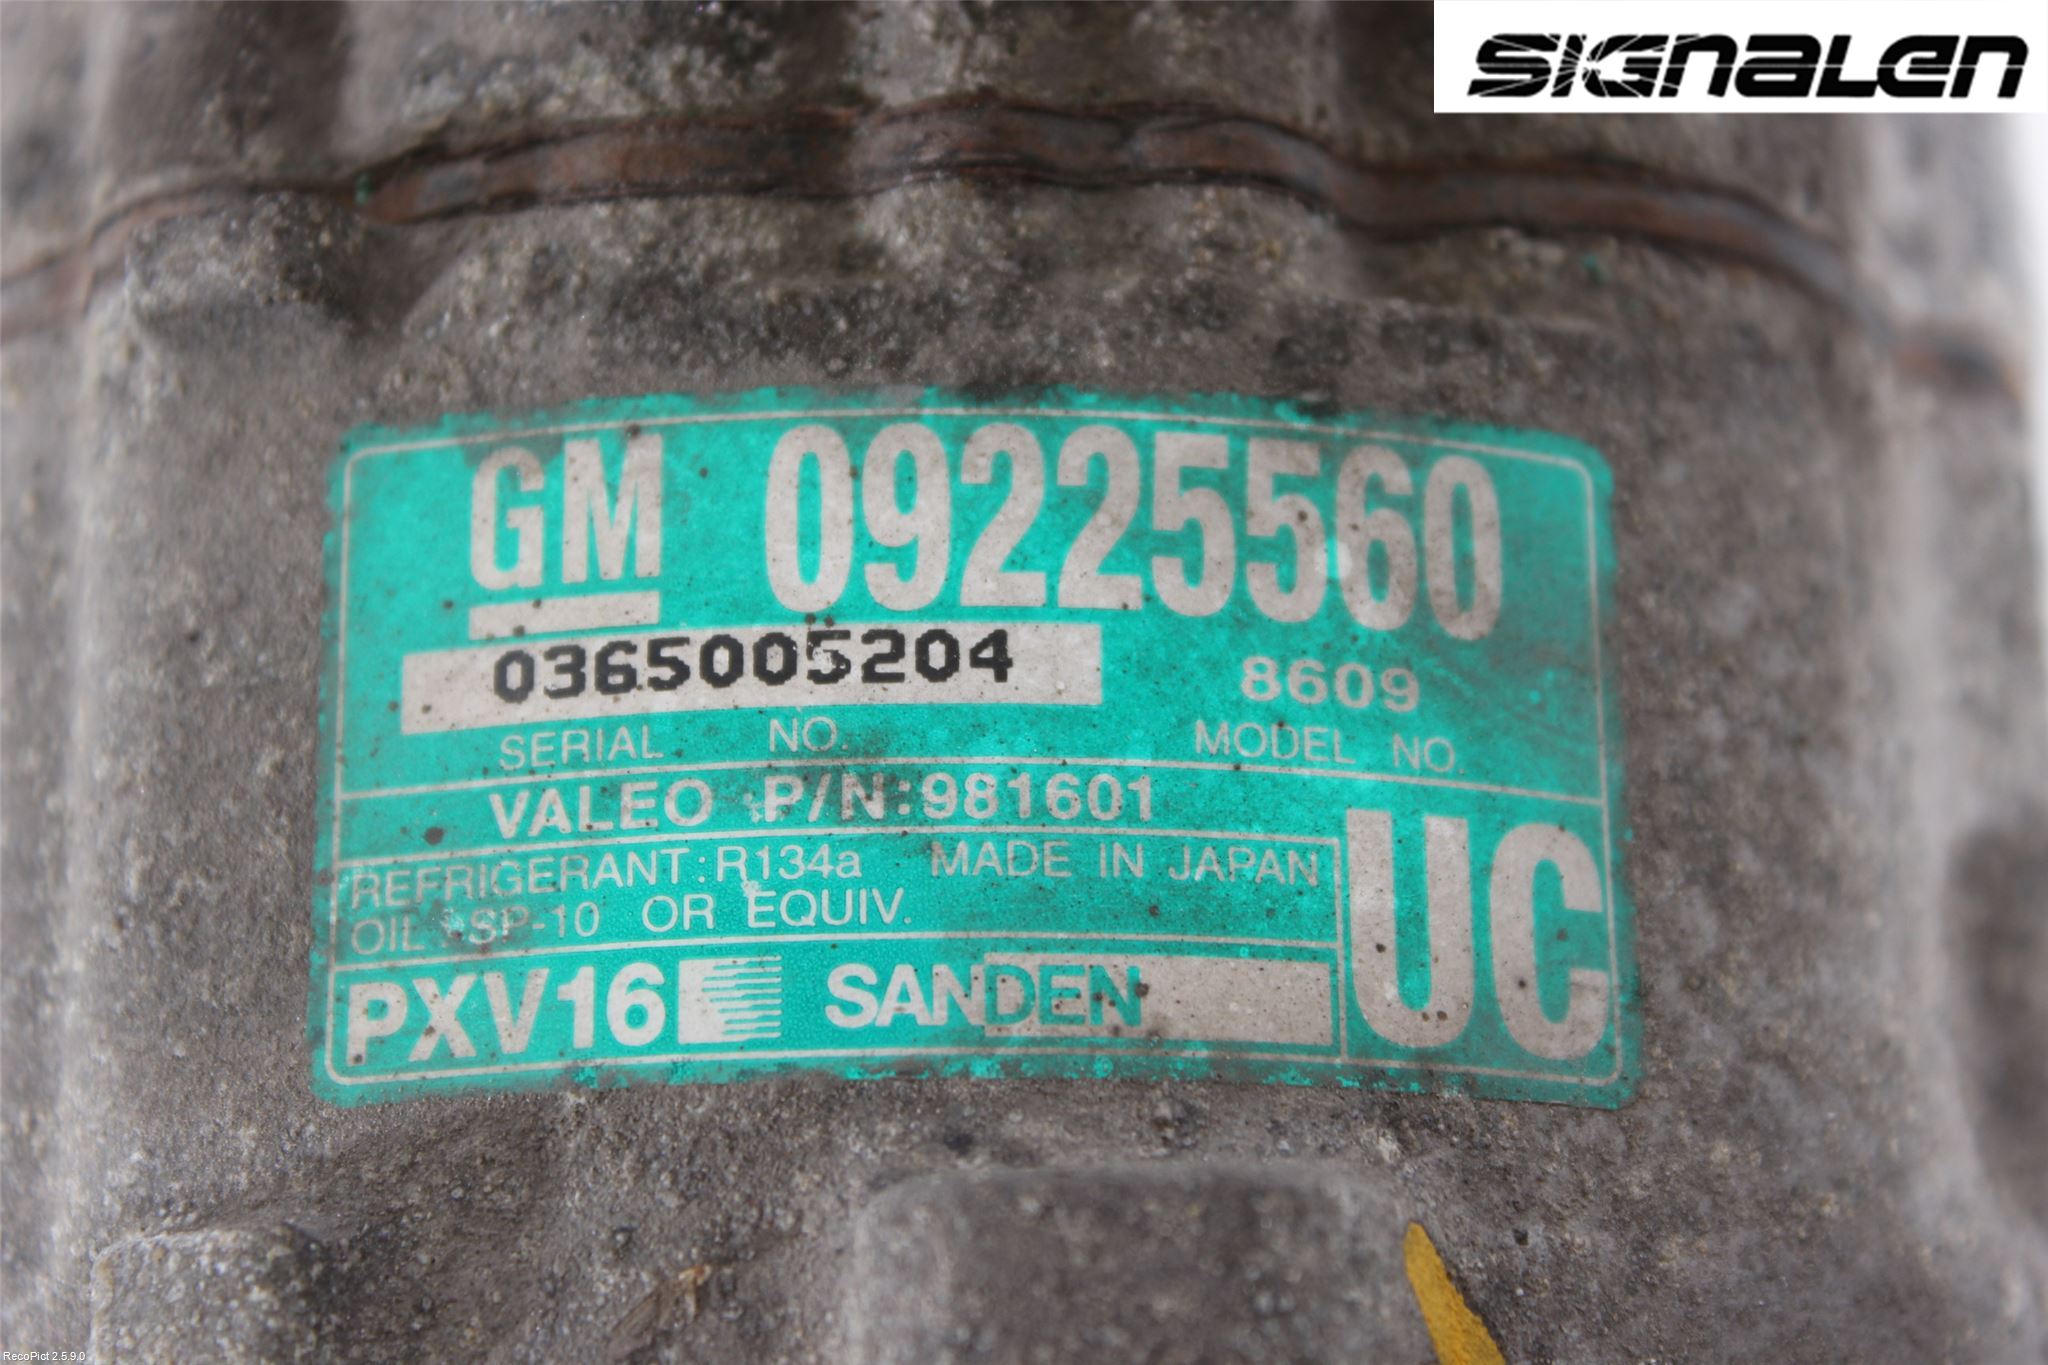 SIGNALEN
GM 09225560
0365005204 8609
SERIAL NO. MODEL NO.
VALEO P/N:981601
REFRIGERANT:R134a MADE IN JAPAN
OIL :SP-10 OR EQUIV.
UC
PXV16 SANDEN
RecoPict 2.5.9.0